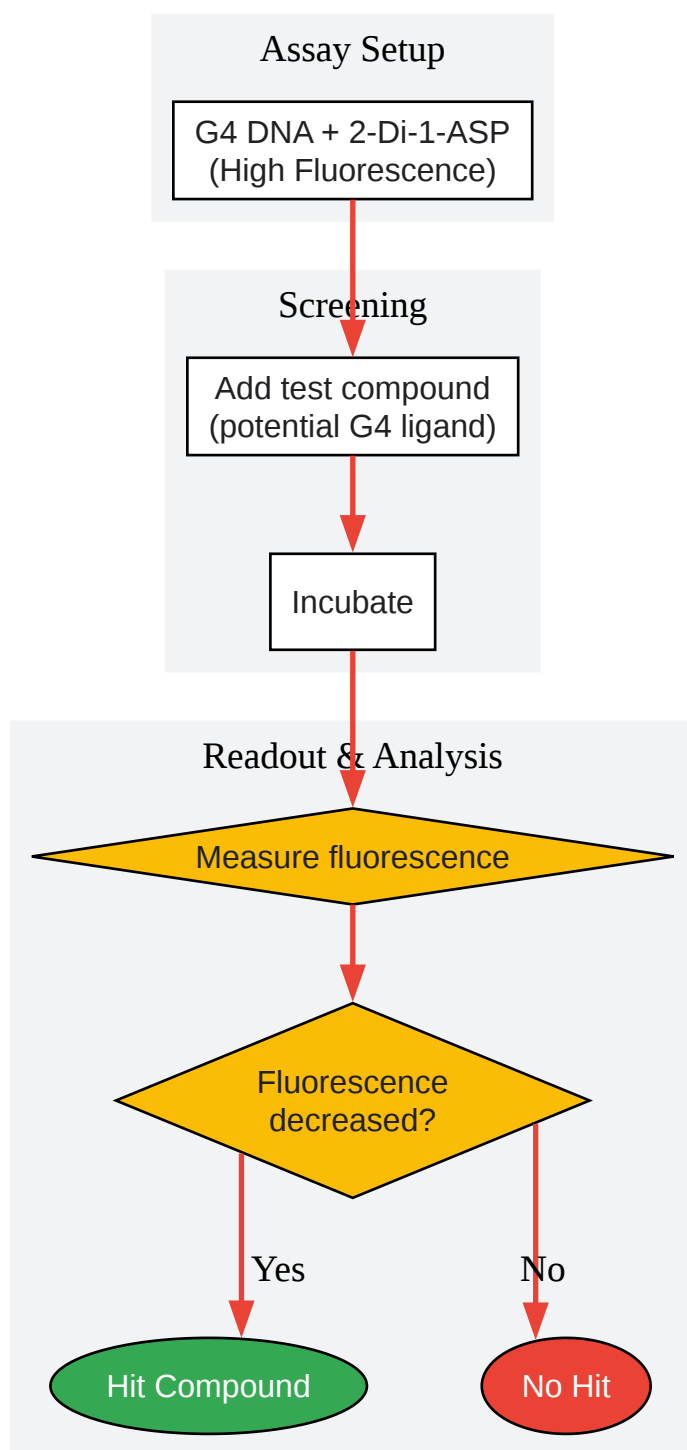 Assay Setup
G4 DNA + 2-Di-1-ASP
(High Fluorescence)
Screening
Add test compound
(potential G4 ligand)
Incubate
Readout & Analysis
Measure fluorescence
Fluorescence
decreased?
Yes
No
Hit Compound
No Hit